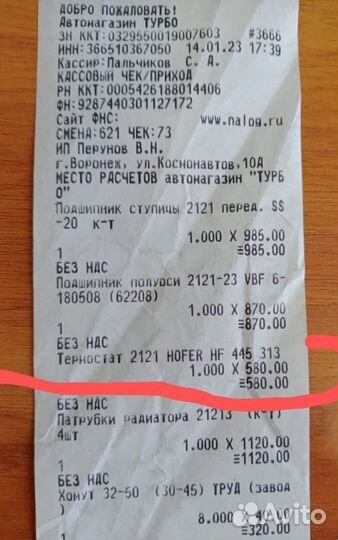 ДОБРО ПОЖАЛОВАТЬ!
Автомагазин ТУРБО
ЗН ККТ:0329550019007603 #3666
ИНН:366510367050 14.01.23 17:39
Кассир:Пальчиков С. А.
КАССОВЫЙ ЧЕК/ПРИХОД
РН ККТ:0005426188014406
ФН:9287440301127172
Сайт ФНС: www.nalog.ru
СМЕНА:621 ЧЕК:73
ИП Перунов В.Н.
г.Воронеж, ул.Космонавтов,10А
МЕСТО РАСЧЕТОВ автомагазин "ТУРБ
О"
Подшипник ступицы 2121 перед. SS
-20 к-т
1.000 X 985.00
1 ≡985.00
БЕЗ НДС
Подшипник полуоси 2121-23 VBF 6-
180508 (62208)
1.000 X 870.00
1 ≡870.00
БЕЗ НДС
Термостат 2121 HOFER HF 445 313
1.000 X 580.00
≡580.00
БЕЗ НДС
Патрубки радиатора 21213 (к-т)
4шт
1.000 X 1120.00
1 ≡1120.00
БЕЗ НДС
Хомут 32-50 (30-45) ТРУД (завод
)
8.000 X 40.00
1 ≡320.00
Avito